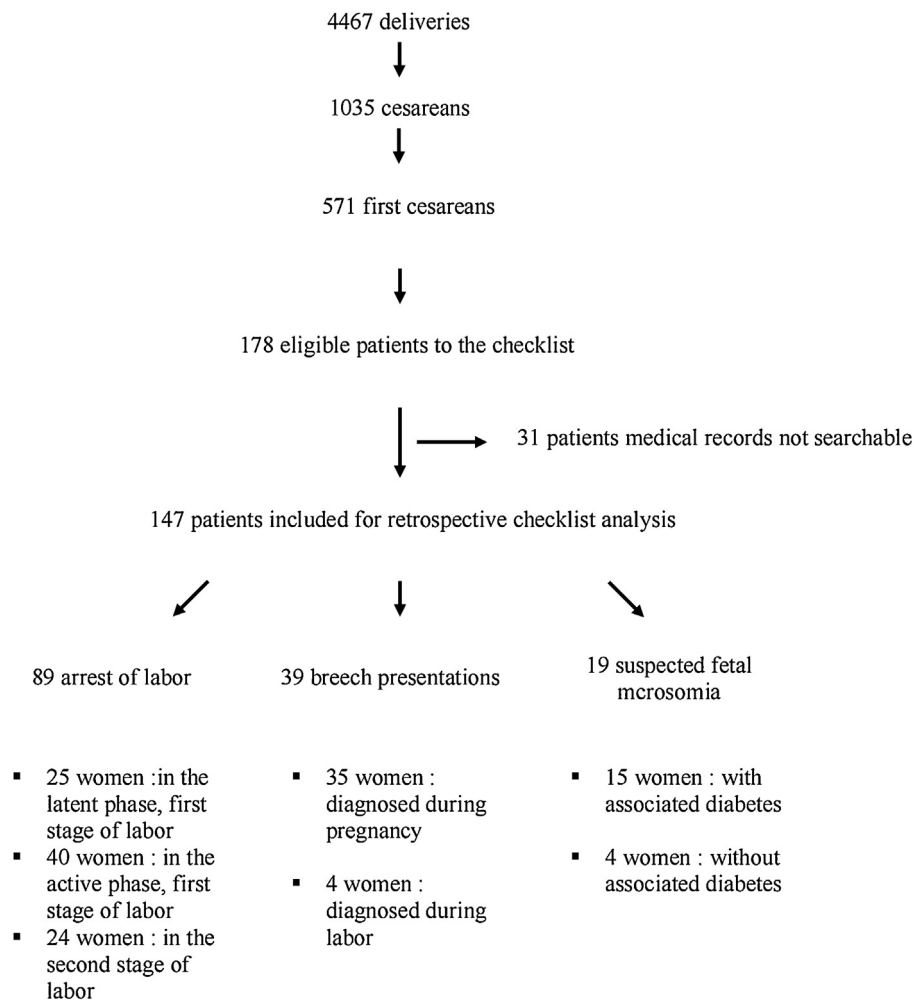 4467 deliveries
1035 cesareans
571 first cesareans
178 eligible patients to the checklist
31 patients medical records not searchable
147 patients included for retrospective checklist analysis
89 arrest of labor
39 breech presentations
19 suspected fetal
mcrosomia
▪ 25 women :in the
latent phase, first
stage of labor
▪ 40 women : in the
active phase, first
stage of labor
▪ 24 women : in the
second stage of
labor
▪ 35 women :
diagnosed during
pregnancy
▪ 4 women :
diagnosed during
labor
▪ 15 women : with
associated diabetes
▪ 4 women : without
associated diabetes